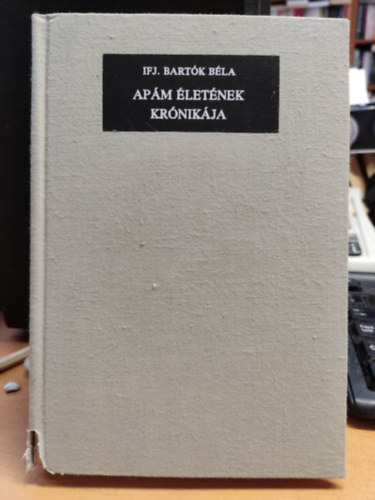 IFJ. BARTÓK BÉLA
APÁM ÉLETÉNEK
KRÓNIKÁJA